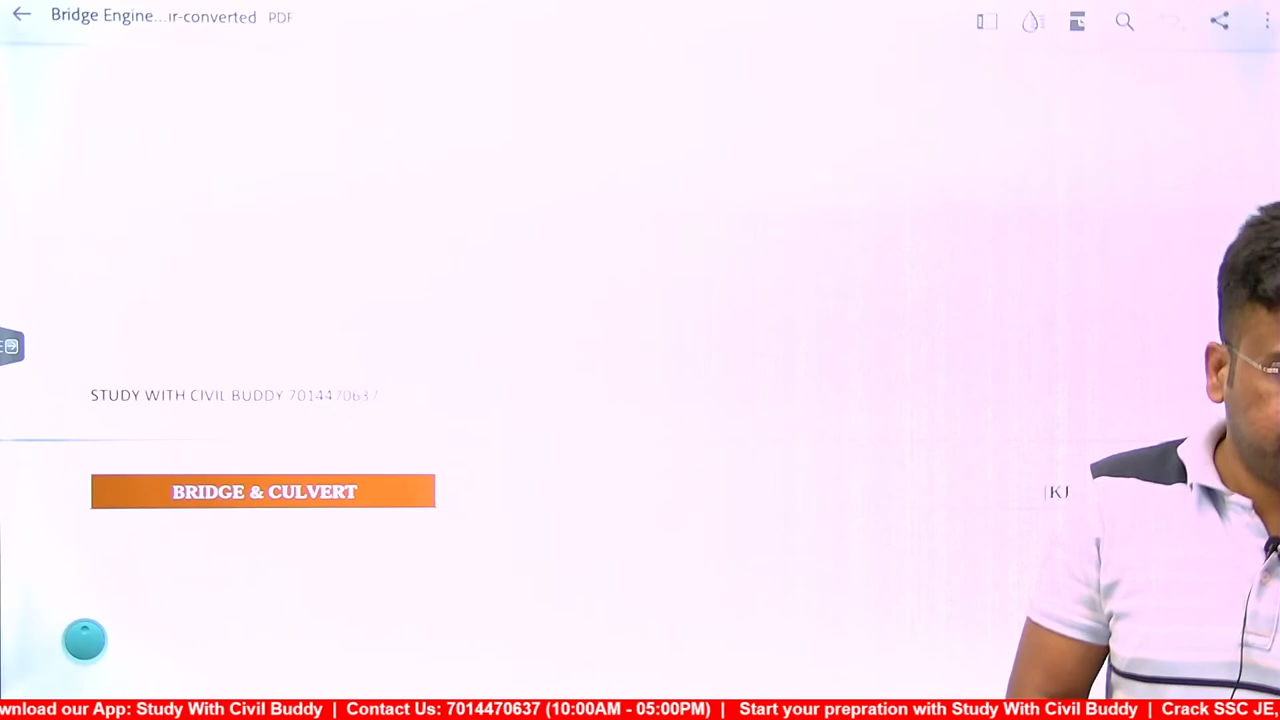 Bridge Engine...ir-converted PDF
STUDY WITH CIVIL BUDDY 7014470637
BRIDGE & CULVERT
|KJ
wnload our App: Study With Civil Buddy | Contact Us: 7014470637 (10:00AM - 05:00PM) | Start your prepration with Study With Civil Buddy | Crack SSC JE,